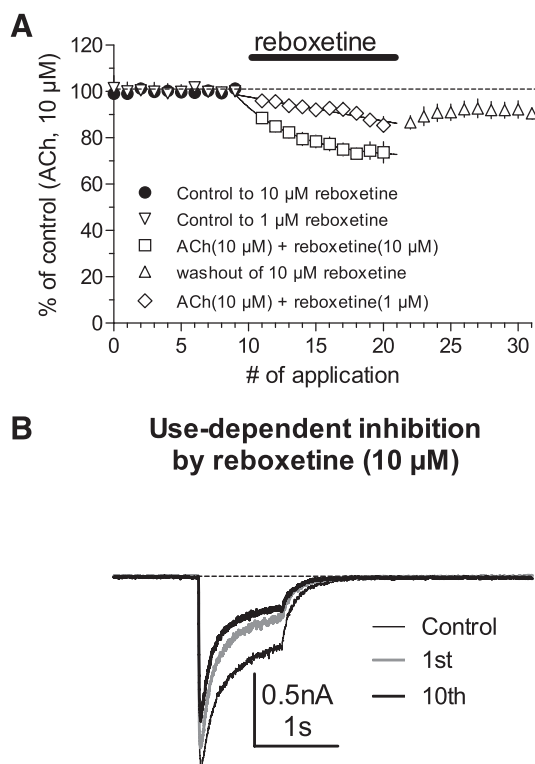 A
reboxetine
120
100
80
60
40
20
0
% of control (ACh, 10 µM)
Control to 10 µM reboxetine
Control to 1 µM reboxetine
ACh(10 µM) + reboxetine(10 µM)
washout of 10 µM reboxetine
ACh(10 µM) + reboxetine(1 µM)
0 5 10 15 20 25 30
# of application
B
Use-dependent inhibition
by reboxetine (10 µM)
Control
1st
10th
0.5nA
1s